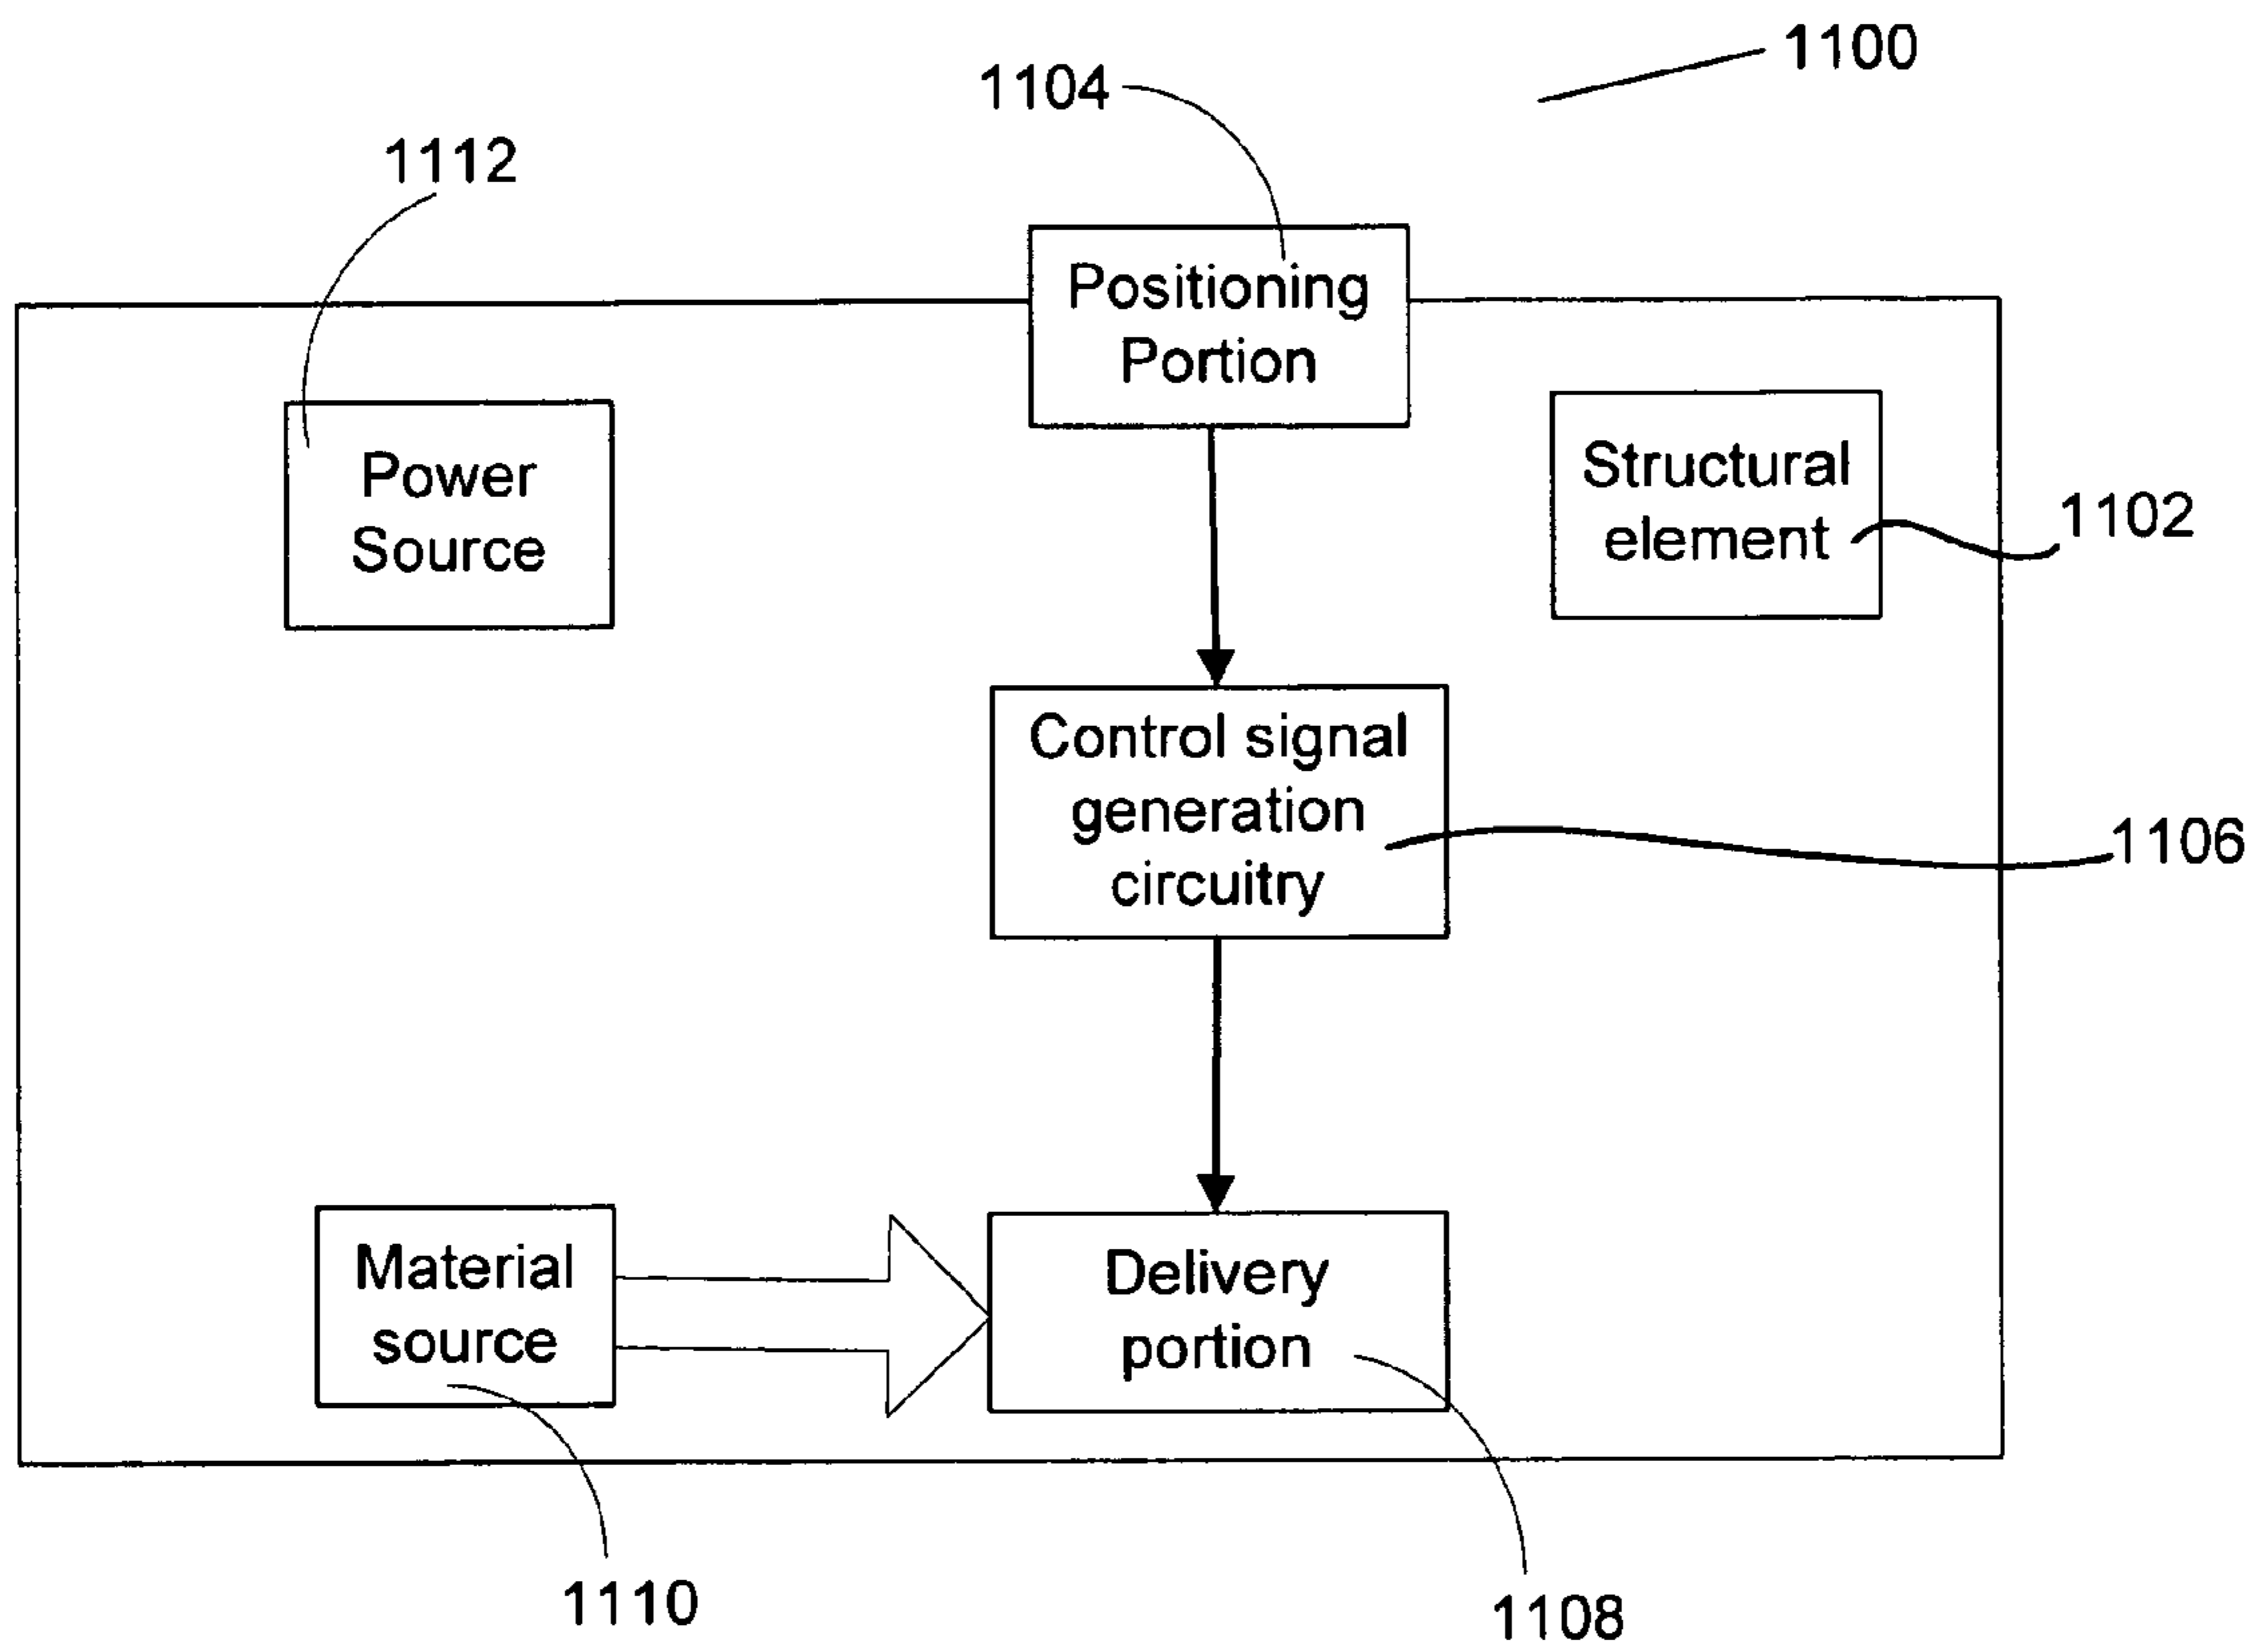 1100
1104
1112
Positioning
Portion
Structural
element
1102
Power
Source
Control signal
generation
circuitry
1106
Material
source
Delivery
portion
1110
1108